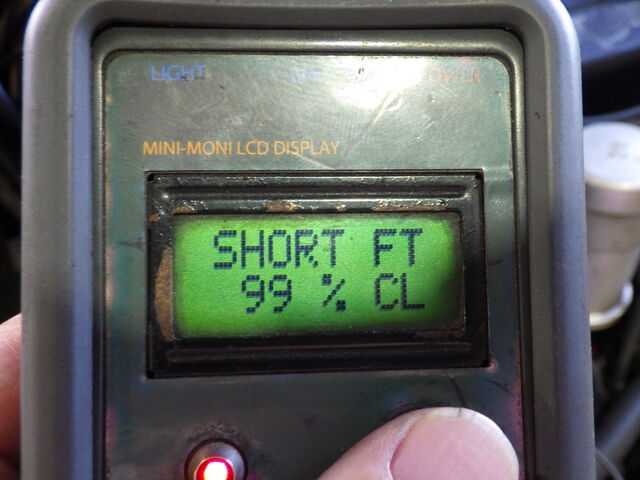 LIGHT
MINI-MONI LCD DISPLAY
SHORT FT
99 % CL